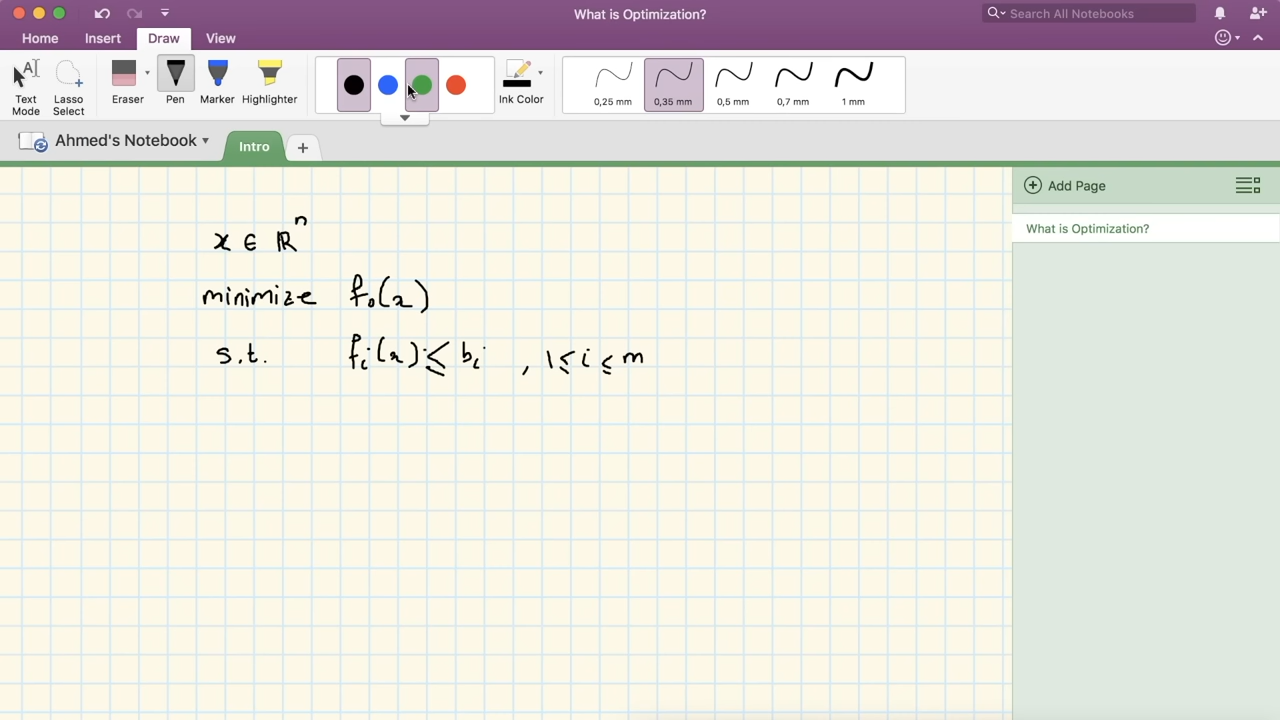 What is Optimization?
Search All Notebooks
Home Insert Draw View
Text Mode
Lasso Select
Eraser
Pen
Marker
Highlighter
Ink Color
0,25 mm
0,35 mm
0,5 mm
0,7 mm
1 mm
Ahmed's Notebook
Intro
Add Page
What is Optimization?
x ∈ ℝⁿ
minimize f₀(x)
s.t. fᵢ(x) ≤ bᵢ , 1 ≤ i ≤ m